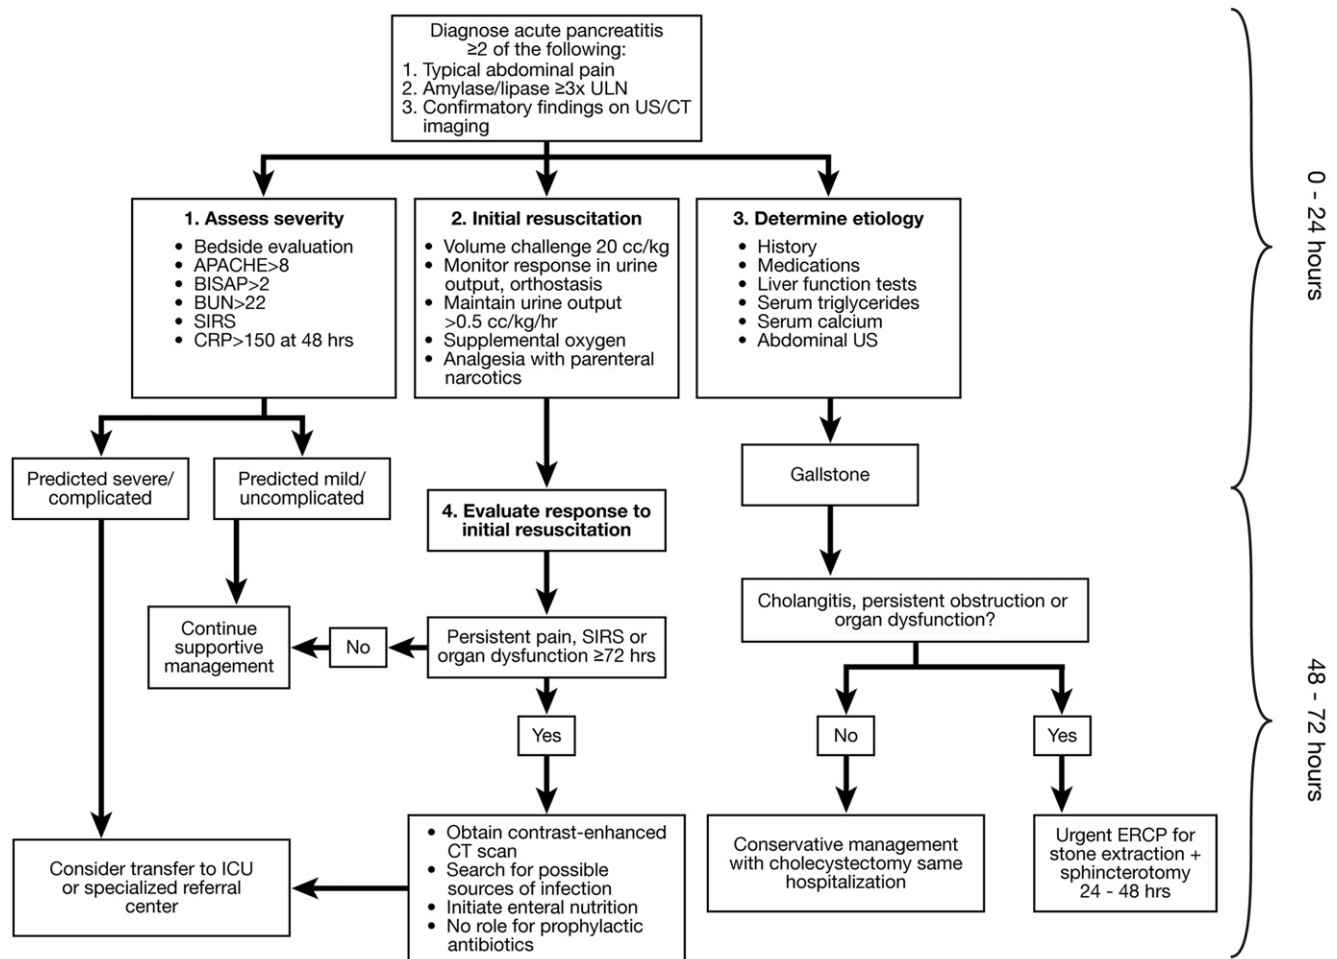 Diagnose acute pancreatitis
≥2 of the following:
1. Typical abdominal pain
2. Amylase/lipase ≥3x ULN
3. Confirmatory findings on US/CT
imaging
1. Assess severity
• Bedside evaluation
• APACHE>8
• BISAP>2
• BUN>22
• SIRS
• CRP>150 at 48 hrs
2. Initial resuscitation
• Volume challenge 20 cc/kg
• Monitor response in urine
output, orthostasis
• Maintain urine output
>0.5 cc/kg/hr
• Supplemental oxygen
• Analgesia with parenteral
narcotics
3. Determine etiology
• History
• Medications
• Liver function tests
• Serum triglycerides
• Serum calcium
• Abdominal US
0 - 24 hours
Predicted severe/
complicated
Predicted mild/
uncomplicated
Gallstone
4. Evaluate response to
initial resuscitation
Cholangitis, persistent obstruction or
organ dysfunction?
Continue
supportive
management
No
Persistent pain, SIRS or
organ dysfunction ≥72 hrs
Yes
No
Yes
48 - 72 hours
Consider transfer to ICU
or specialized referral
center
• Obtain contrast-enhanced
CT scan
• Search for possible
sources of infection
• Initiate enteral nutrition
• No role for prophylactic
antibiotics
Conservative management
with cholecystectomy same
hospitalization
Urgent ERCP for
stone extraction +
sphincterotomy
24 - 48 hrs